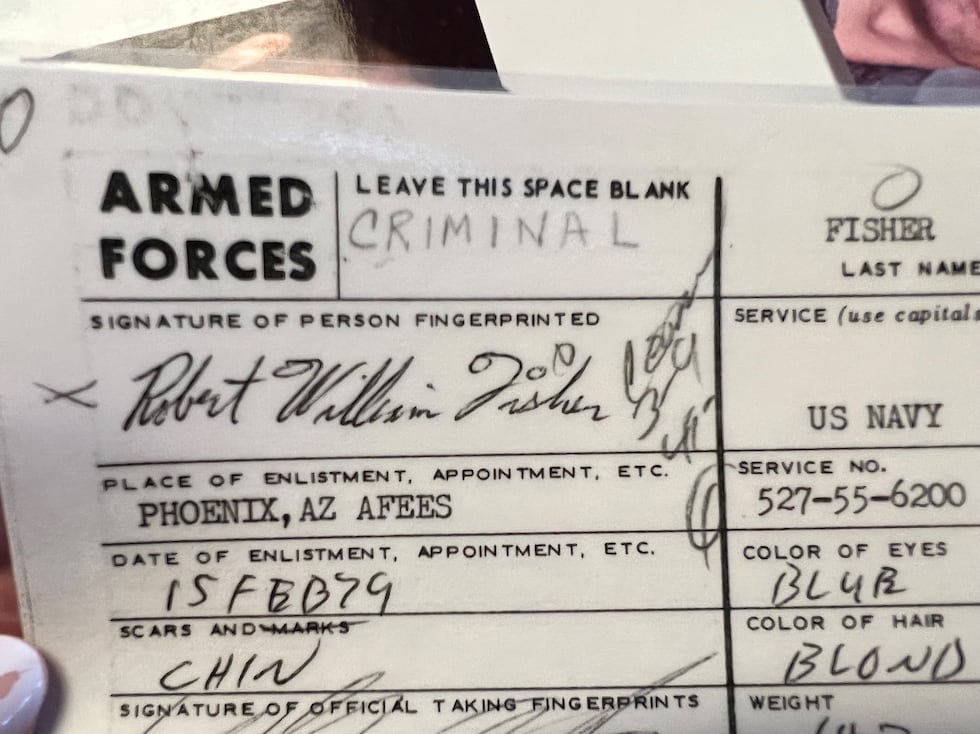 ARMED
FORCES
LEAVE THIS SPACE BLANK
CRIMINAL
FISHER
LAST NAME
SIGNATURE OF PERSON FINGERPRINTED
Robert William Fisher
SERVICE (use capitals
US NAVY
PLACE OF ENLISTMENT, APPOINTMENT, ETC.
PHOENIX, AZ AFEES
SERVICE NO.
527-55-6200
DATE OF ENLISTMENT, APPOINTMENT, ETC.
15FEB79
COLOR OF EYES
BLUE
SCARS AND MARKS
CHIN
COLOR OF HAIR
BLOND
SIGNATURE OF OFFICIAL TAKING FINGERPRINTS
WEIGHT